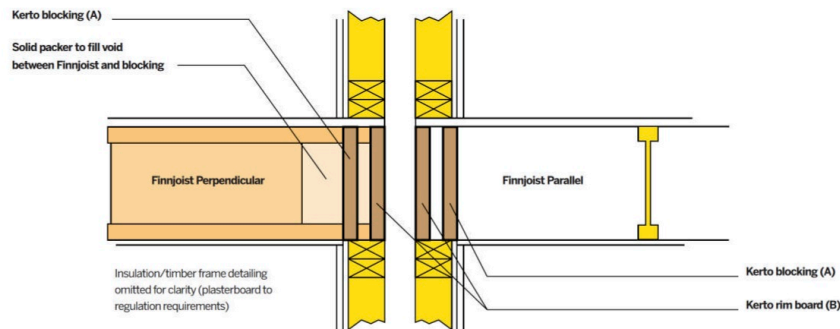 Kerto blocking (A)
Solid packer to fill void
between Finnjoist and blocking
Finnjoist Perpendicular
Finnjoist Parallel
Insulation/timber frame detailing
omitted for clarity (plasterboard to
regulation requirements)
Kerto blocking (A)
Kerto rim board (B)